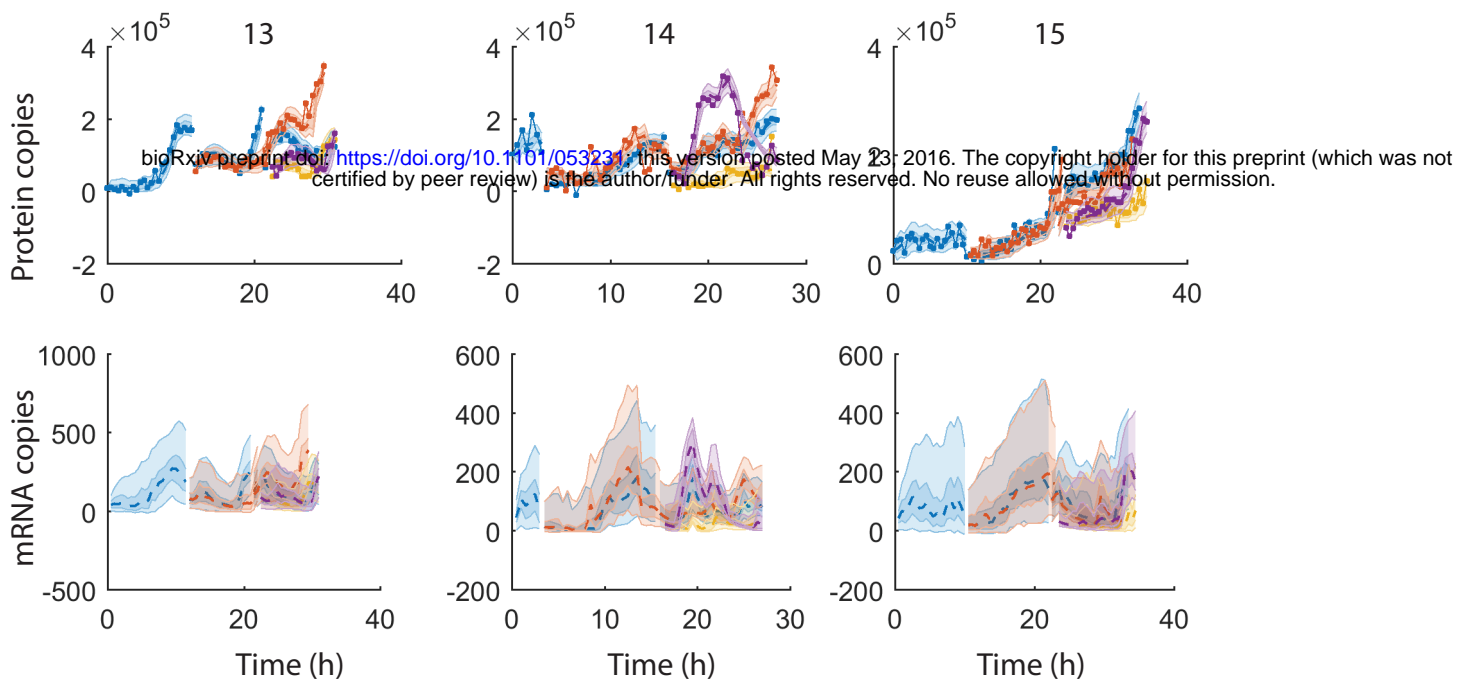 ×10^5 13 ×10^5 14 ×10^5 15
4 4 4
2 2 2
bioRxiv preprint doi: https://doi.org/10.1101/053231; this version posted May 23, 2016. The copyright holder for this preprint (which was not
certified by peer review) is the author/funder. All rights reserved. No reuse allowed without permission.
0 0
-2 -2 0
0 20 40 0 10 20 30 0 20 40
Protein copies
1000 600 600
500 400 400
200 200
0 0 0
-500 -200 -200
0 20 40 0 10 20 30 0 20 40
mRNA copies
Time (h) Time (h) Time (h)